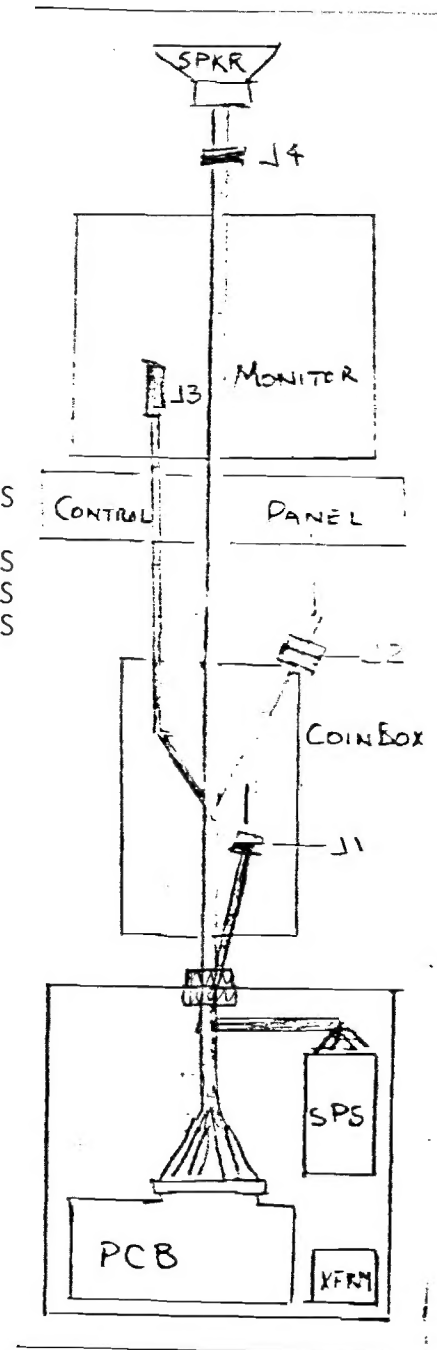 SPKR
J4
MONITOR
J3
S
CONTROL PANEL
S
S
S
J2
COINBOX
J1
SPS
PCB
XFRM